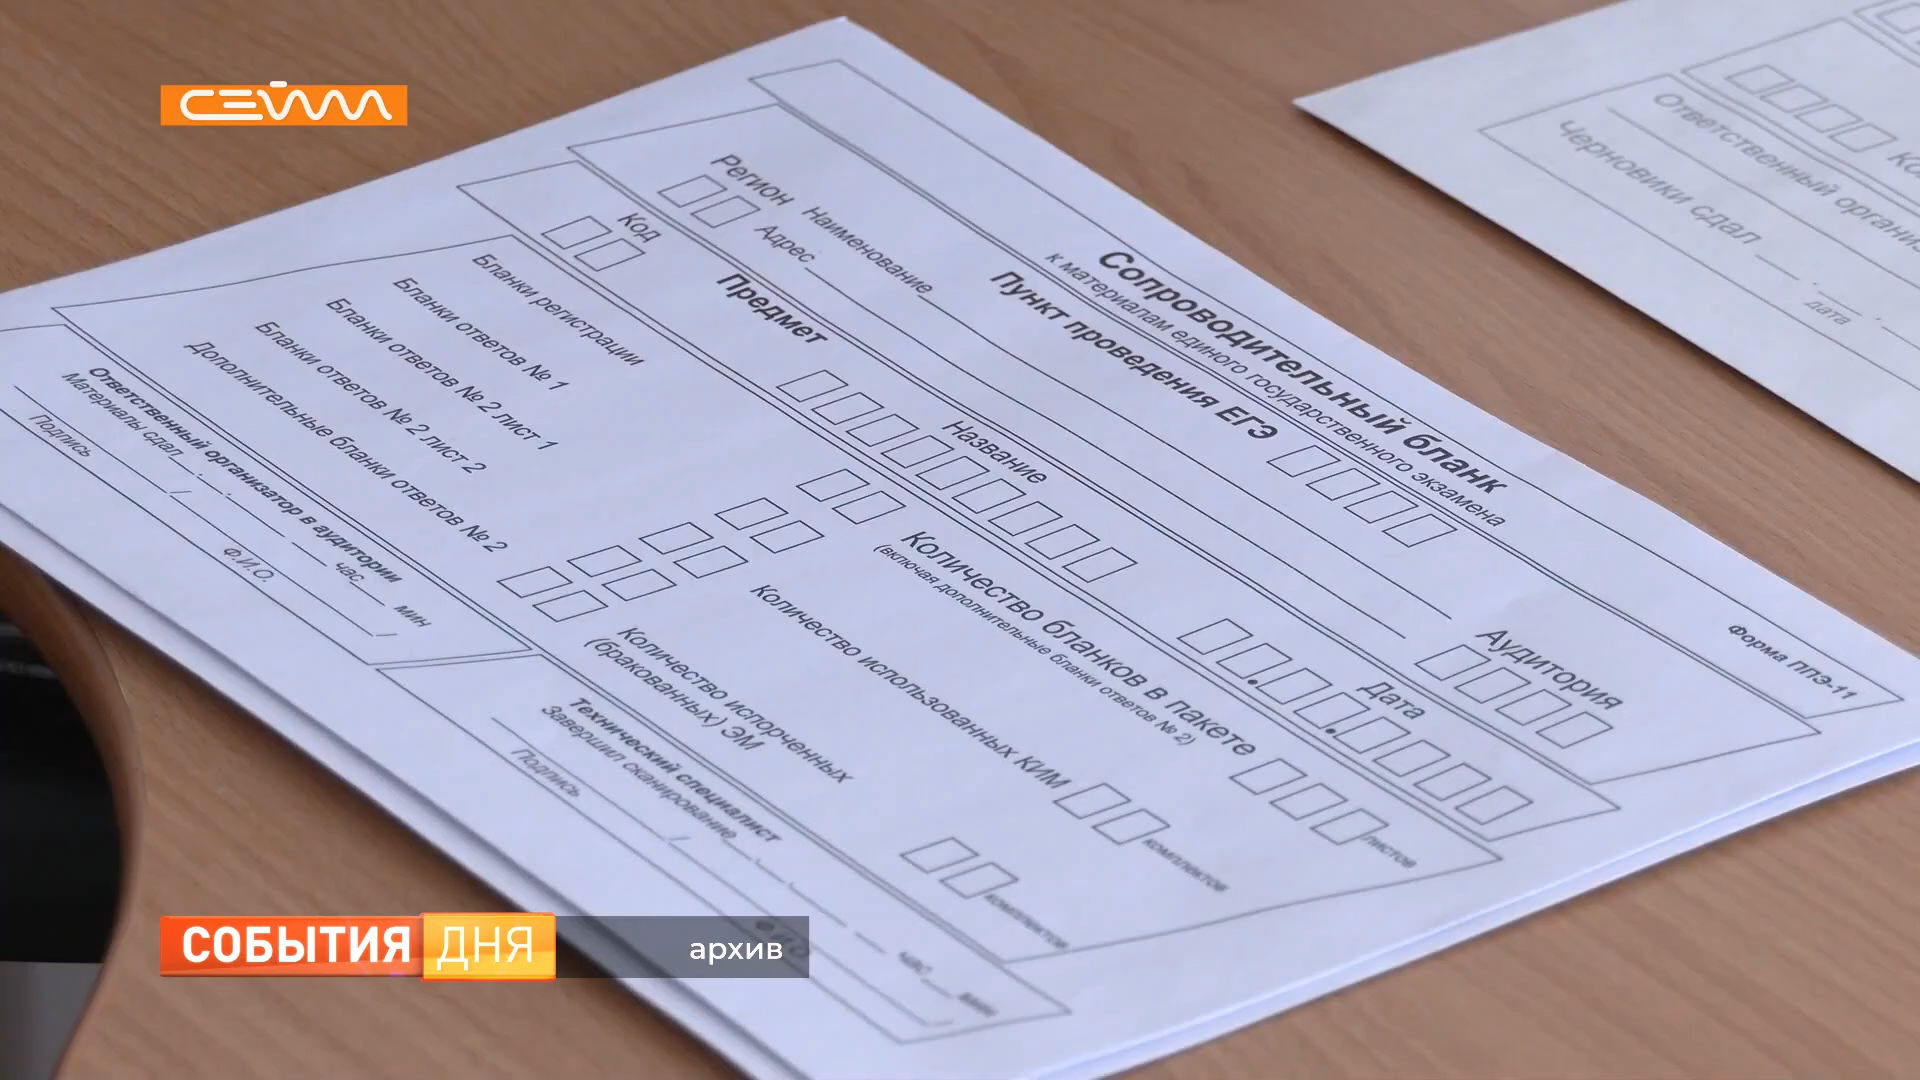 СЕЙМ
Форма ППЭ-11
Сопроводительный бланк
к материалам единого государственного экзамена
Пункт проведения ЕГЭ
Аудитория
Регион Наименование
Адрес
Предмет
Код
Название
Дата
Количество бланков в пакете
листов
(включая дополнительные бланки ответов № 2)
Бланки регистрации
Бланки ответов № 1
Бланки ответов № 2 лист 1
Бланки ответов № 2 лист 2
Дополнительные бланки ответов № 2
Количество использованных КИМ
комплектов
Количество испорченных
(бракованных) ЭМ
комплектов
Ответственный организатор в аудитории
Материалы сдал час мин
Подпись / Ф.И.О. /
Технический специалист
Завершил сканирование час мин
Подпись / /
Ответственный
Черновики сдал
дата
СОБЫТИЯ ДНЯ
архив